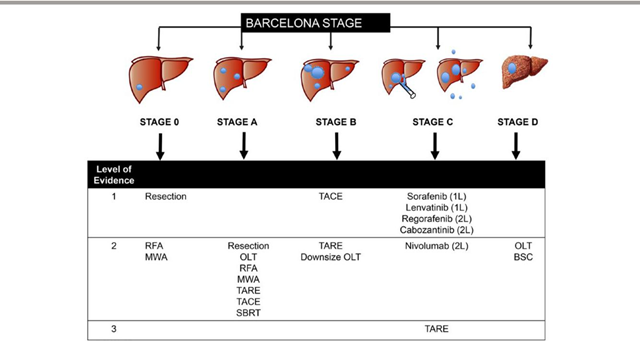 BARCELONA STAGE
STAGE 0 STAGE A STAGE B STAGE C STAGE D
Level of
Evidence
1 Resection TACE Sorafenib (1L)
Lenvatinib (1L)
Regorafenib (2L)
Cabozantinib (2L)
2 RFA Resection TARE Nivolumab (2L) OLT
MWA OLT Downsize OLT BSC
RFA
MWA
TARE
TACE
SBRT
3 TARE